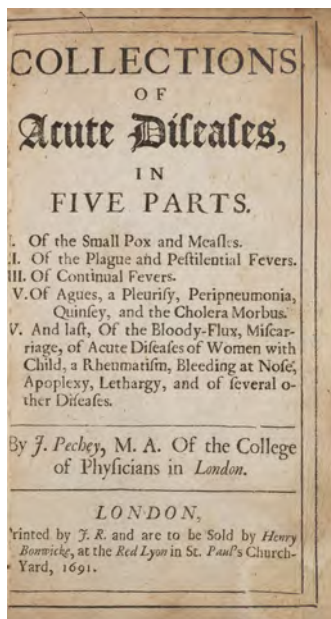 COLLECTIONS
OF
Acute Diſeaſes,
IN
FIVE PARTS.
I. Of the Small Pox and Meaſles.
II. Of the Plague and Peſtilential Fevers.
III. Of Continual Fevers.
V. Of Agues, a Pleuriſy, Peripneumonia,
Quinſey, and the Cholera Morbus.
V. And laſt, Of the Bloody-Flux, Miſcar-
riage, of Acute Diſeaſes of Women with
Child, a Rheumatiſm, Bleeding at Noſe,
Apoplexy, Lethargy, and of ſeveral o-
ther Diſeaſes.
By J. Pechey, M. A. Of the College
of Phyſicians in London.
LONDON,
Printed by J. R. and are to be Sold by Henry
Bonwicke, at the Red Lyon in St. Paul's Church-
Yard, 1691.